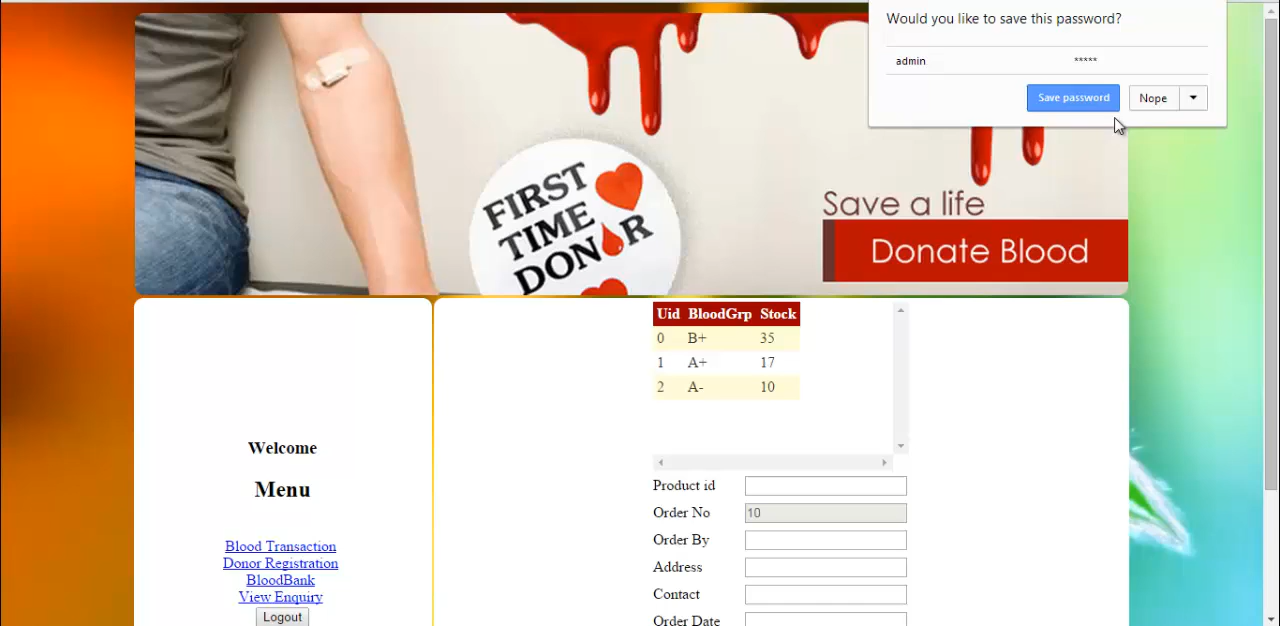 Would you like to save this password?
admin *****
Save password Nope
FIRST
TIME
DONOR
Save a life
Donate Blood
Uid BloodGrp Stock
0 B+ 35
1 A+ 17
2 A- 10
Welcome
Menu
Blood Transaction
Donor Registration
BloodBank
View Enquiry
Logout
Product id
Order No 10
Order By
Address
Contact
Order Date